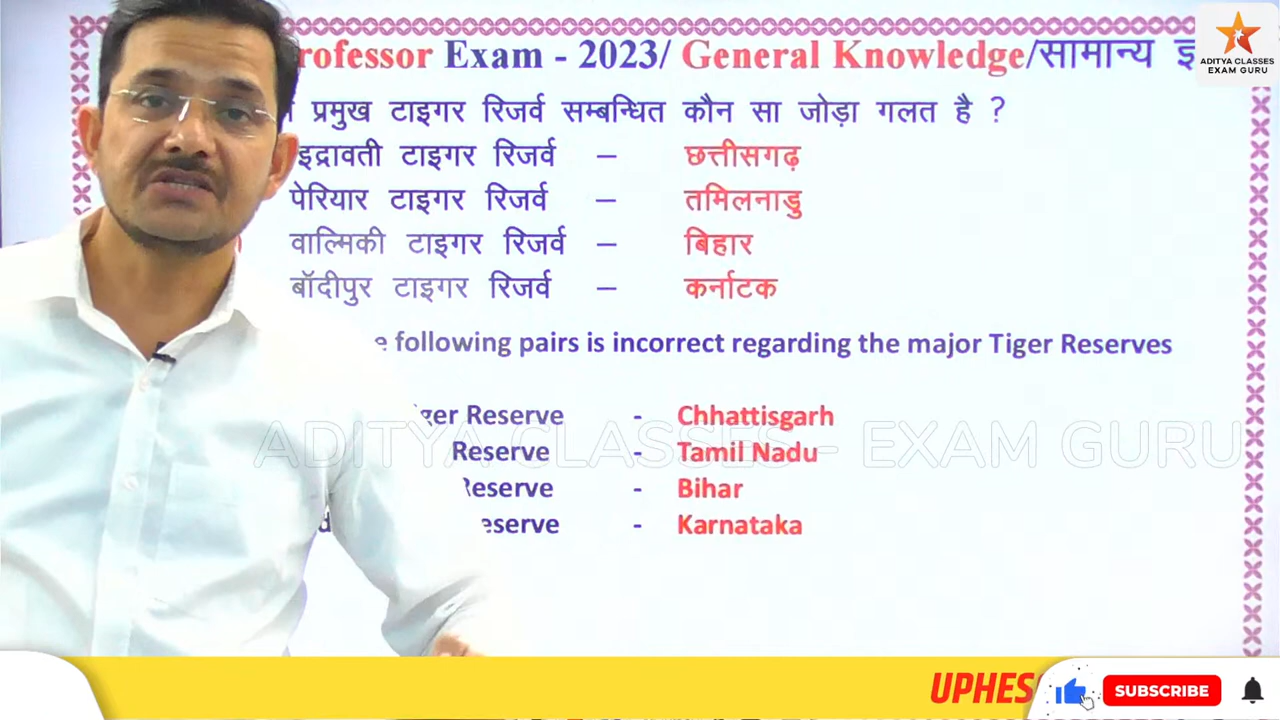 ADITYA CLASSES
EXAM GURU
rofessor Exam - 2023/ General Knowledge/सामान्य
प्रमुख टाइगर रिजर्व सम्बन्धित कौन सा जोड़ा गलत है ?
इद्रावती टाइगर रिजर्व – छत्तीसगढ़
पेरियार टाइगर रिजर्व – तमिलनाडु
वाल्मिकी टाइगर रिजर्व – बिहार
बॉदीपुर टाइगर रिजर्व – कर्नाटक
e following pairs is incorrect regarding the major Tiger Reserves
iger Reserve - Chhattisgarh
ADITYA CLASSES - EXAM GURU
Reserve - Tamil Nadu
Reserve - Bihar
eserve - Karnataka
UPHES
SUBSCRIBE